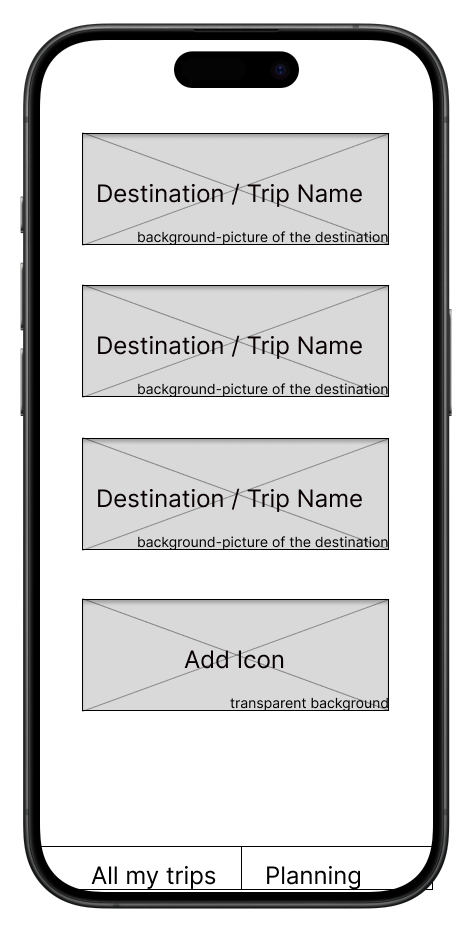 Destination / Trip Name
background-picture of the destination
Destination / Trip Name
background-picture of the destination
Destination / Trip Name
background-picture of the destination
Add Icon
transparent background
All my trips
Planning